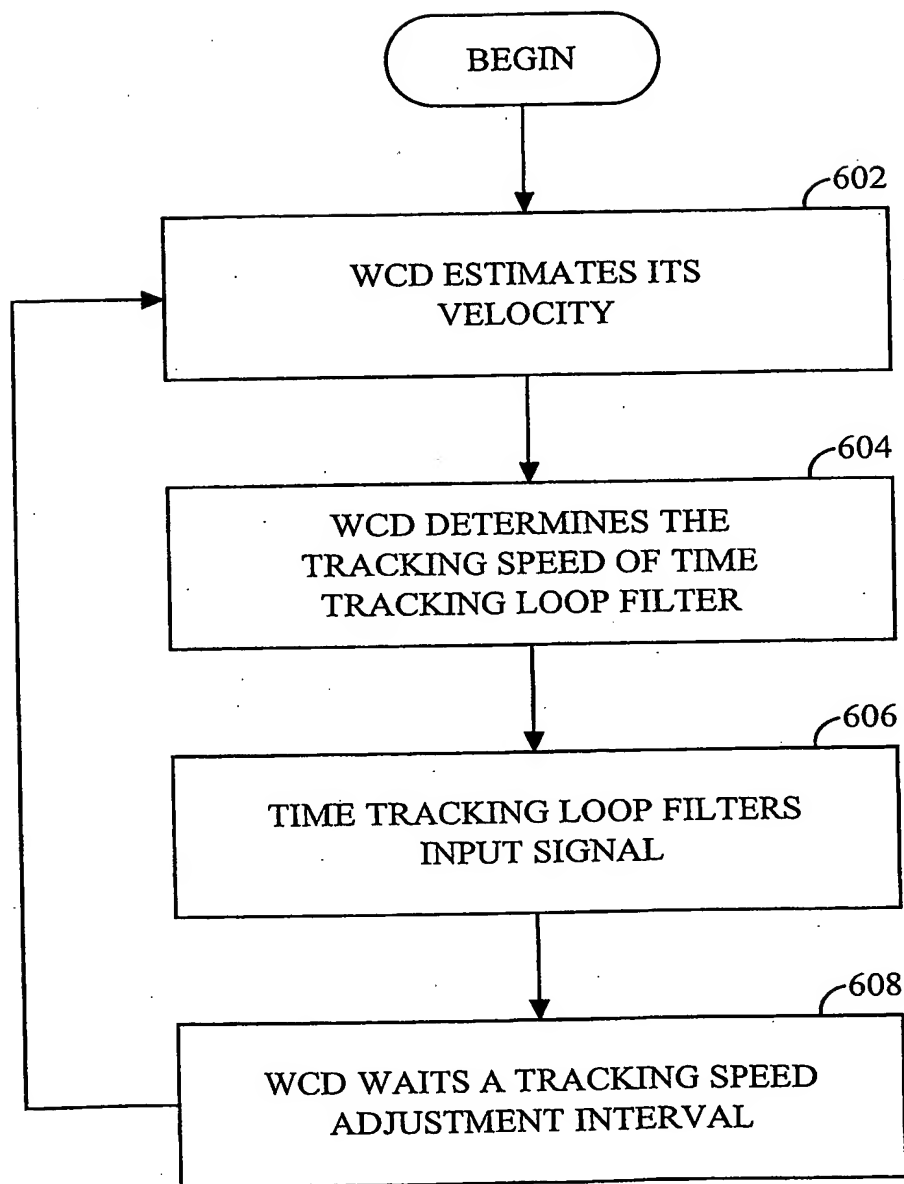 BEGIN
602
WCD ESTIMATES ITS
VELOCITY
604
WCD DETERMINES THE
TRACKING SPEED OF TIME
TRACKING LOOP FILTER
606
TIME TRACKING LOOP FILTERS
INPUT SIGNAL
608
WCD WAITS A TRACKING SPEED
ADJUSTMENT INTERVAL